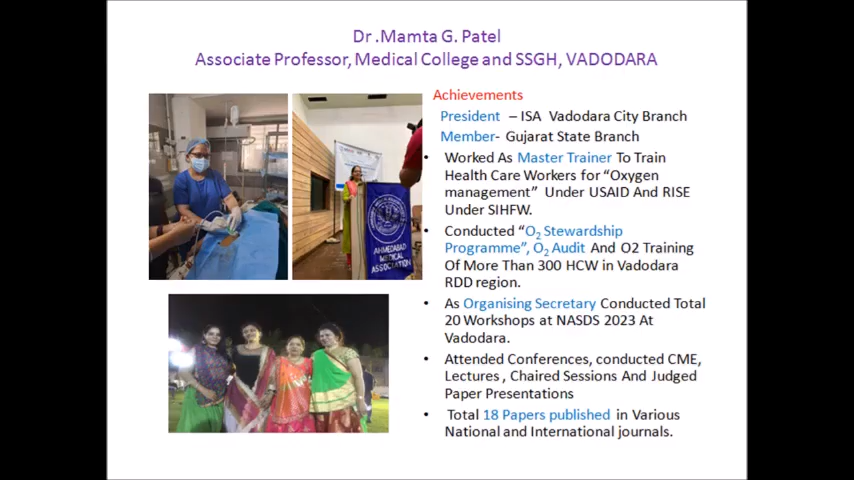 Dr .Mamta G. Patel
Associate Professor, Medical College and SSGH, VADODARA
Achievements
President – ISA Vadodara City Branch
Member- Gujarat State Branch
• Worked As Master Trainer To Train
Health Care Workers for “Oxygen
management” Under USAID And RISE
Under SIHFW.
• Conducted “O₂ Stewardship
Programme”, O₂ Audit And O2 Training
Of More Than 300 HCW in Vadodara
RDD region.
• As Organising Secretary Conducted Total
20 Workshops at NASDS 2023 At
Vadodara.
• Attended Conferences, conducted CME,
Lectures , Chaired Sessions And Judged
Paper Presentations
• Total 18 Papers published in Various
National and International journals.
AHMEDABAD
MEDICAL
ASSOCIATION